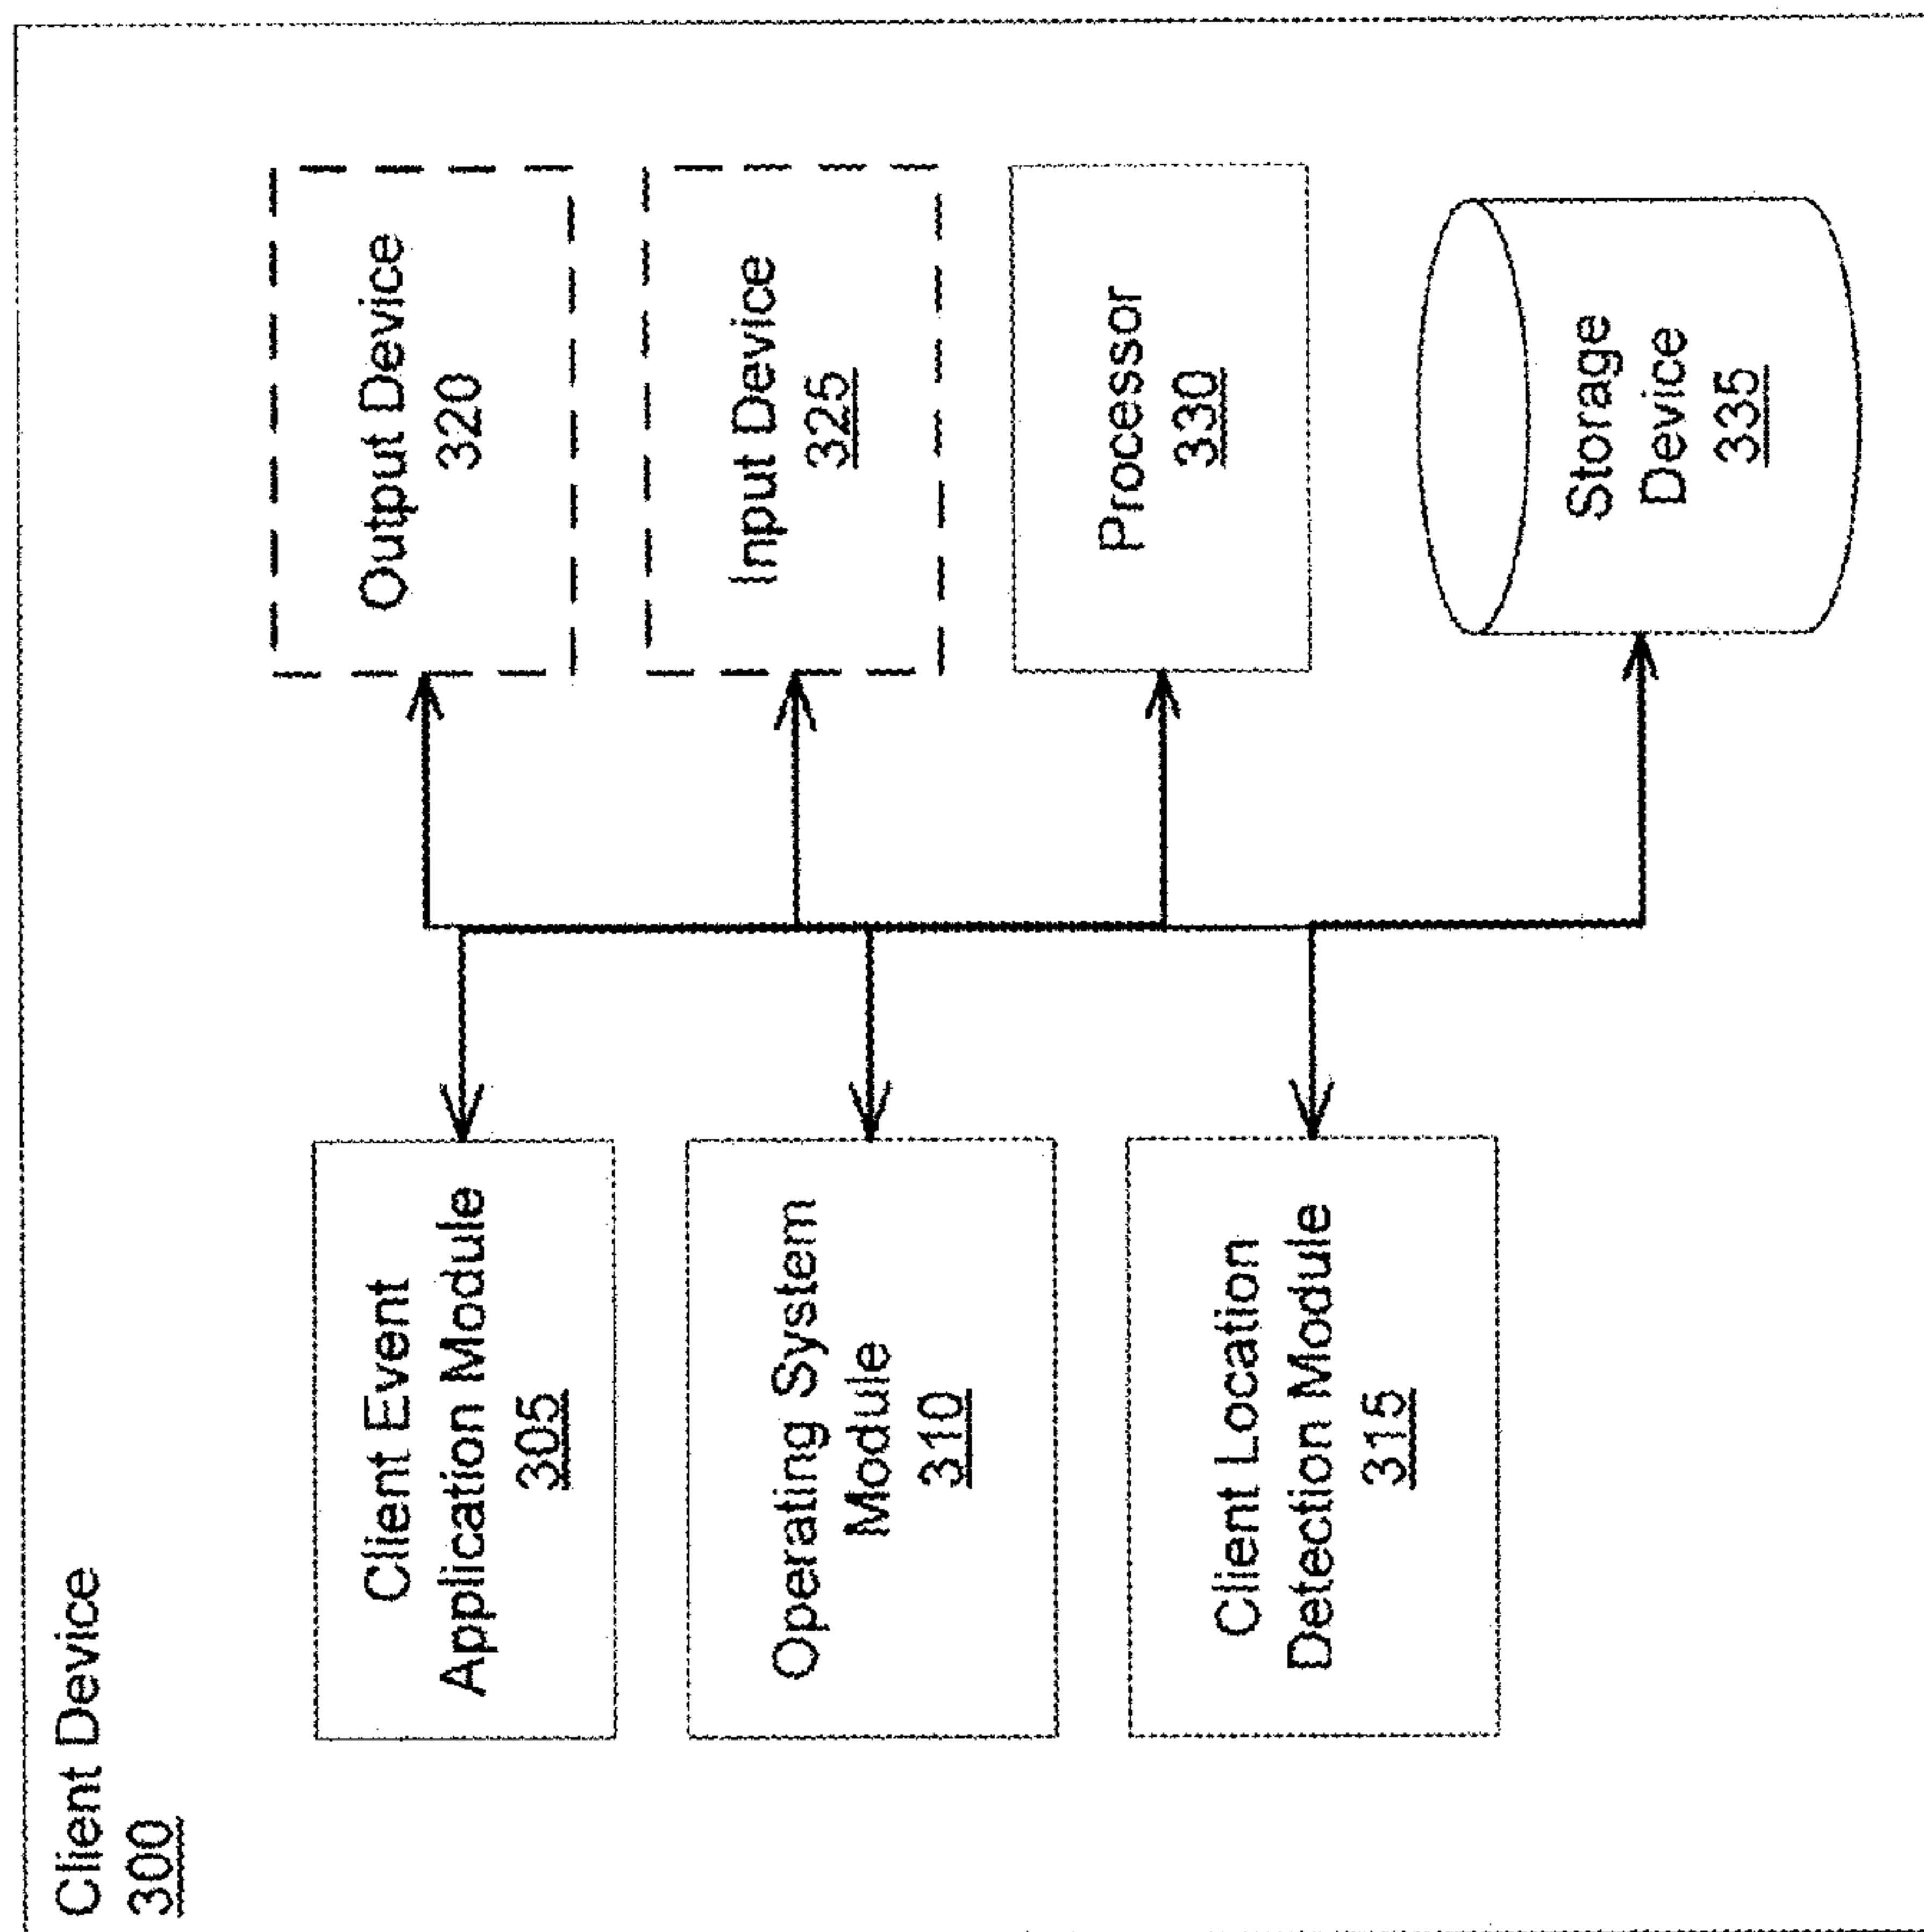 Client Device
300
Client Event
Application Module
305
Operating System
Module
310
Client Location
Detection Module
315
Output Device
320
Input Device
325
Processor
330
Storage
Device
335